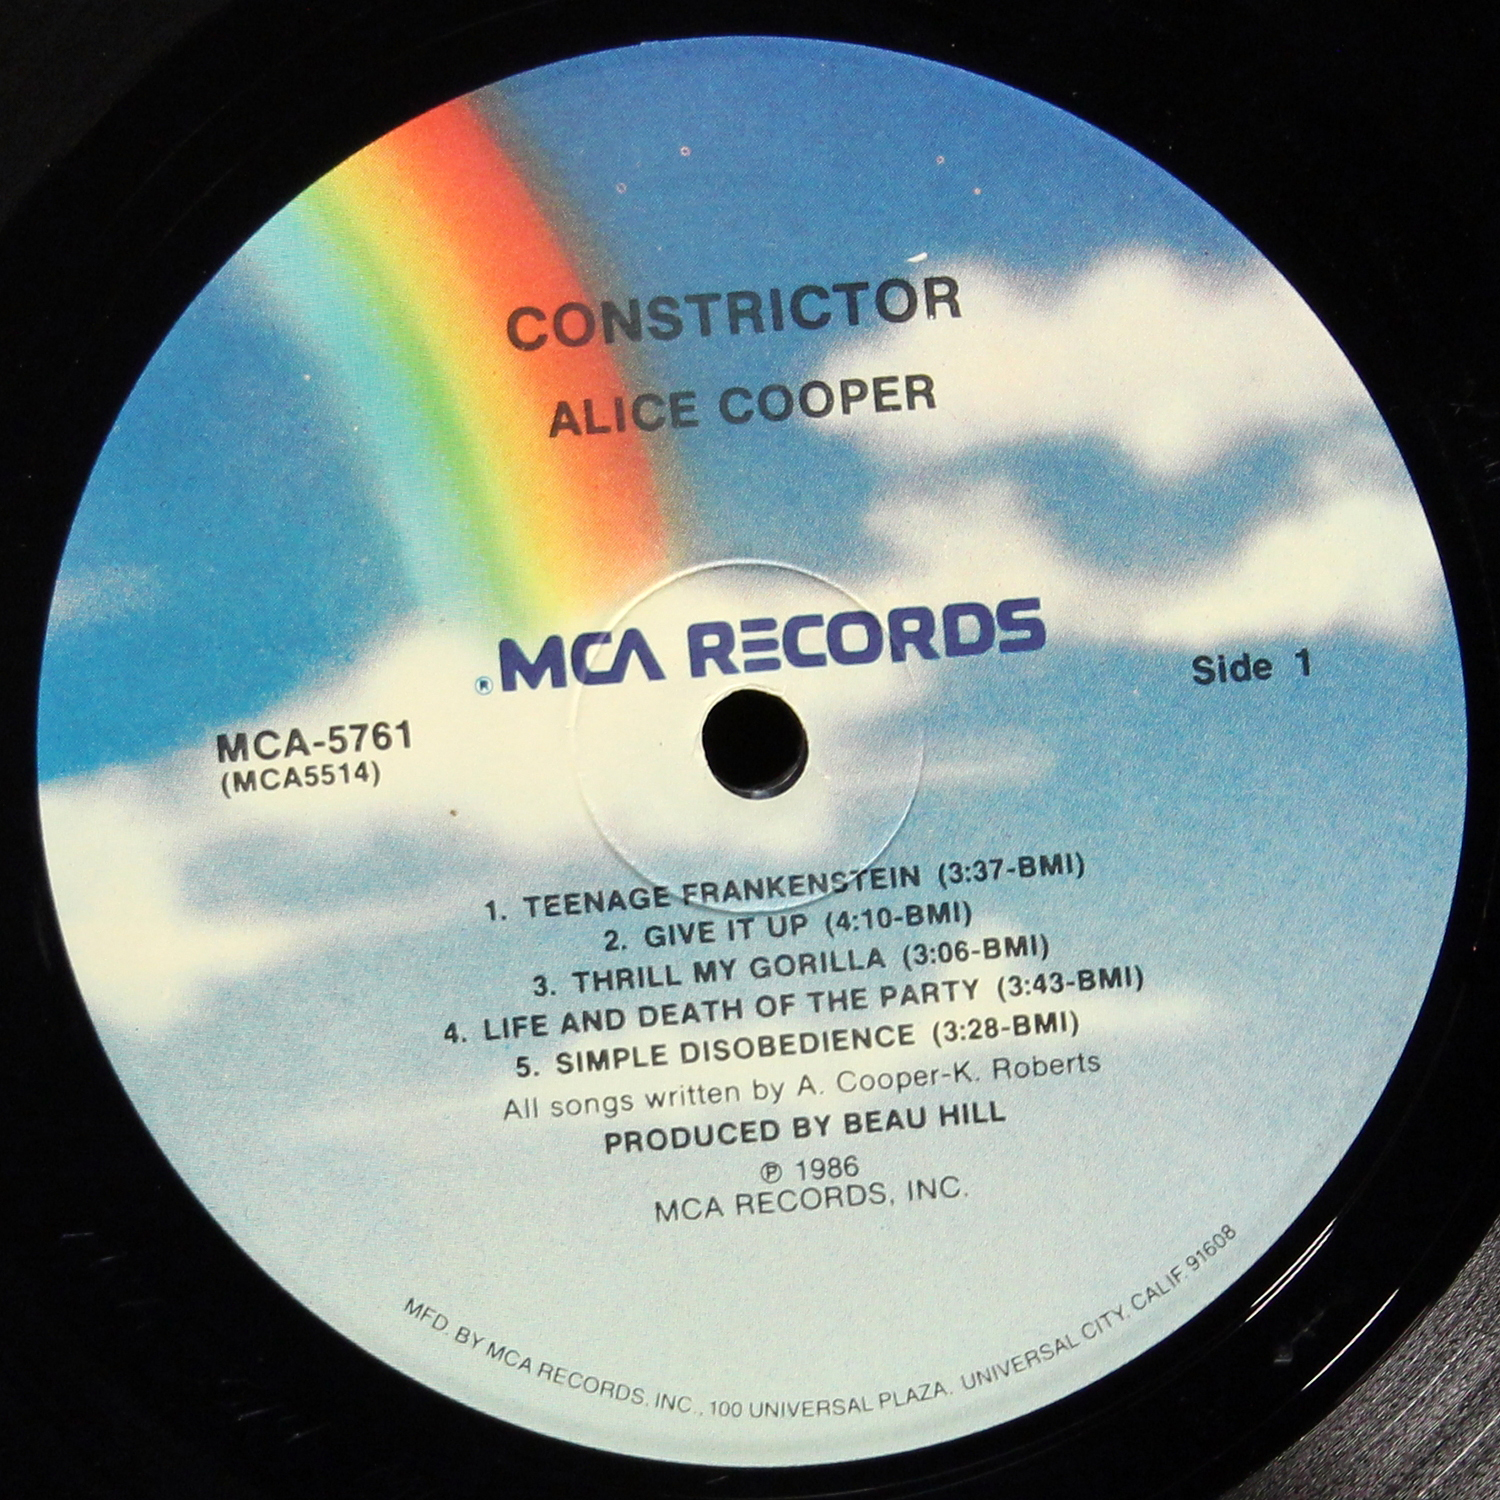 CONSTRICTOR
ALICE COOPER
® MCA RECORDS
Side 1
MCA-5761
(MCA5514)
1. TEENAGE FRANKENSTEIN (3:37-BMI)
2. GIVE IT UP (4:10-BMI)
3. THRILL MY GORILLA (3:06-BMI)
4. LIFE AND DEATH OF THE PARTY (3:43-BMI)
5. SIMPLE DISOBEDIENCE (3:28-BMI)
All songs written by A. Cooper-K. Roberts
PRODUCED BY BEAU HILL
℗ 1986
MCA RECORDS, INC.
MFD. BY MCA RECORDS, INC., 100 UNIVERSAL PLAZA, UNIVERSAL CITY, CALIF. 91608